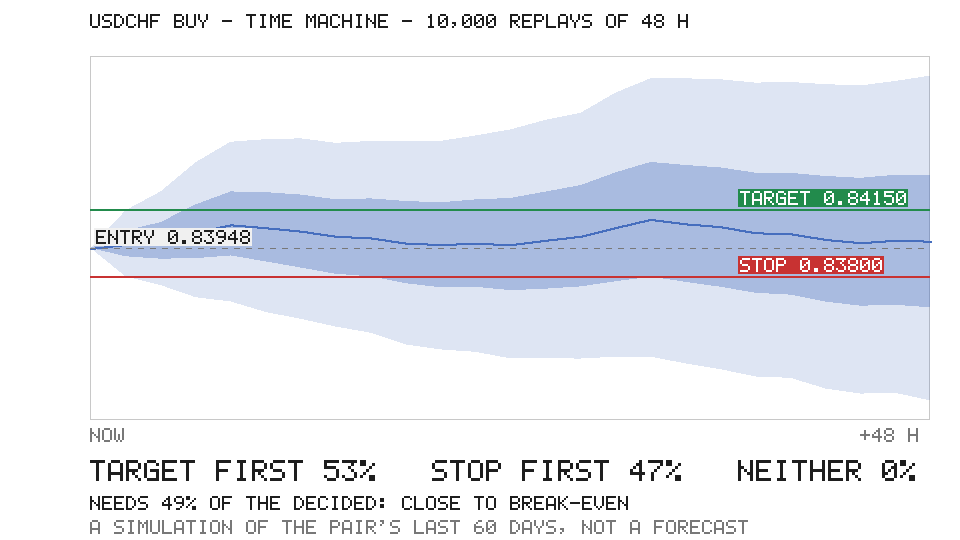 USDCHF BUY - TIME MACHINE - 10,000 REPLAYS OF 48 H
TARGET 0.84150
ENTRY 0.83948
STOP 0.83800
NOW +48 H
TARGET FIRST 53% STOP FIRST 47% NEITHER 0%
NEEDS 49% OF THE DECIDED: CLOSE TO BREAK-EVEN
A SIMULATION OF THE PAIR'S LAST 60 DAYS, NOT A FORECAST